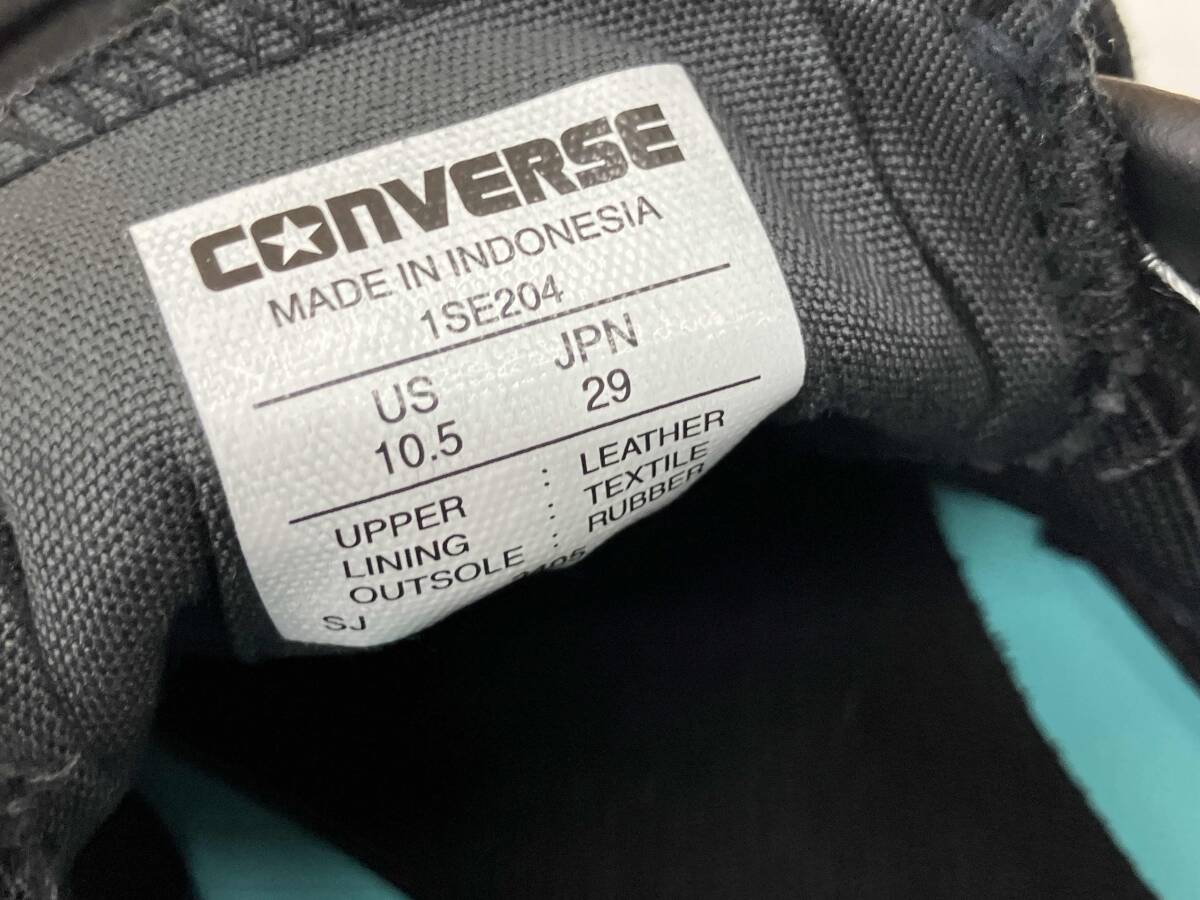 CONVERSE
MADE IN INDONESIA
1SE204
US JPN
10.5 29
UPPER : LEATHER
LINING : TEXTILE
OUTSOLE : RUBBER
SJ